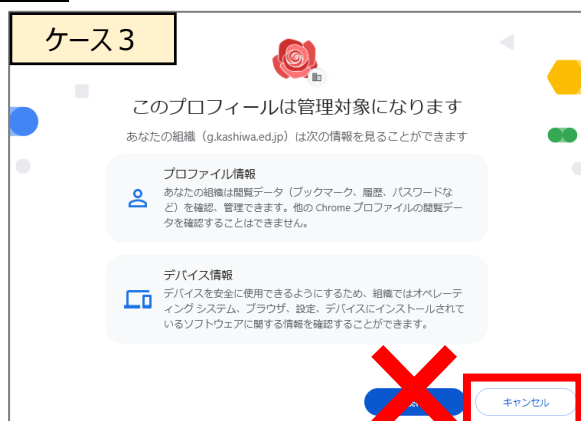 ケース３
このプロフィールは管理対象になります
あなたの組織（g.kashiwa.ed.jp）は次の情報を見ることができます
プロファイル情報
あなたの組織は閲覧データ（ブックマーク、履歴、パスワードな
ど）を確認、管理できます。他の Chrome プロファイルの閲覧デー
タを確認することはできません。
デバイス情報
デバイスを安全に使用できるようにするため、組織ではオペレーテ
ィング システム、ブラウザ、設定、デバイスにインストールされて
いるソフトウェアに関する情報を確認することができます。
キャンセル